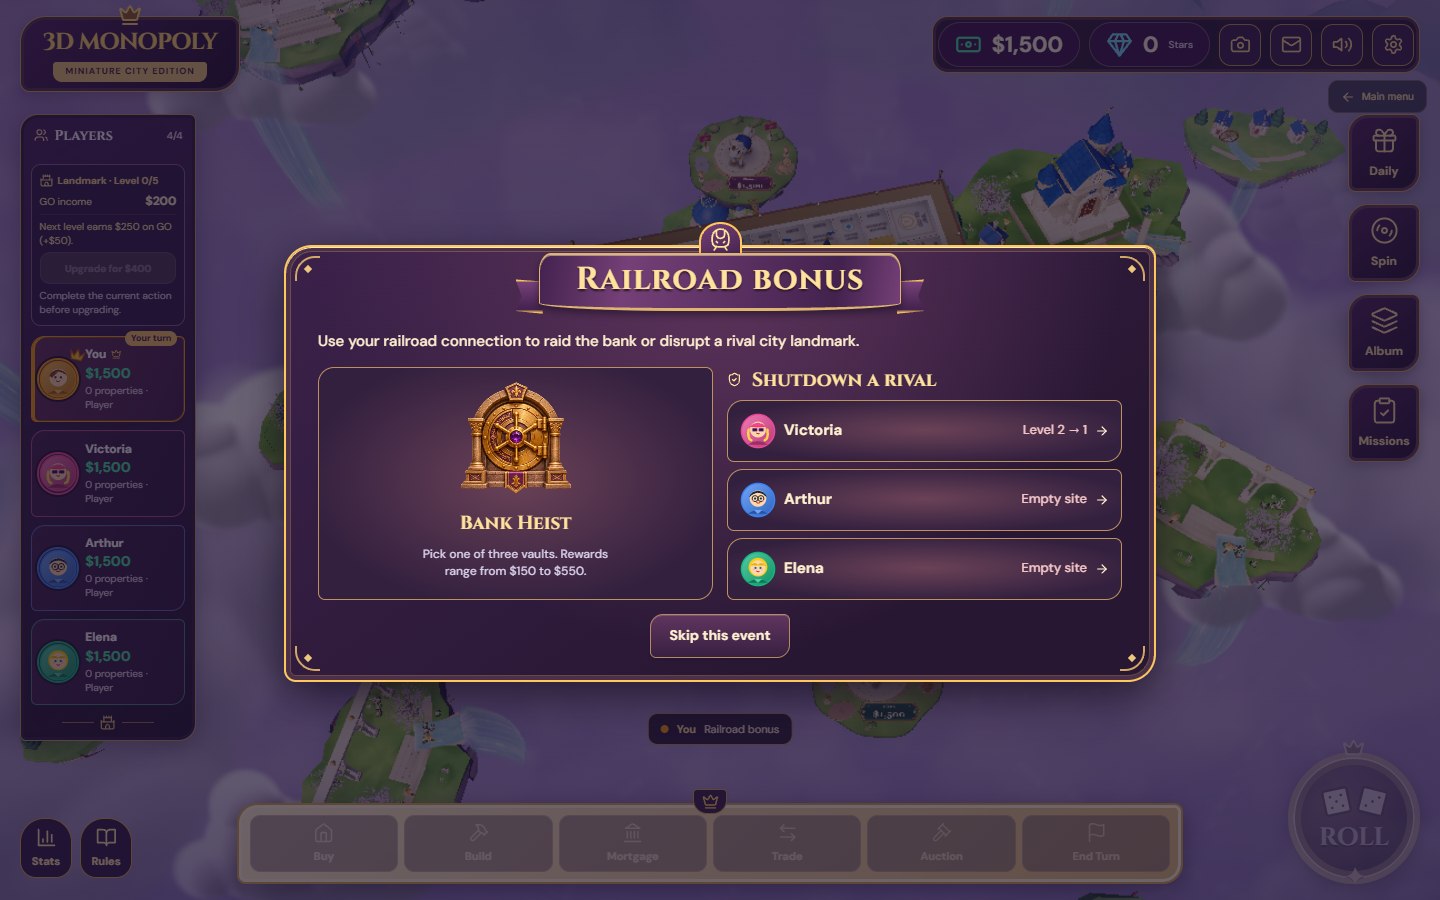 3D MONOPOLY
MINIATURE CITY EDITION
$1,500
0 Stars
Main menu
PLAYERS 4/4
Landmark · Level 0/5
GO income $200
Next level earns $250 on GO
(+$50).
Upgrade for $400
Complete the current action
before upgrading.
Your turn
You
$1,500
0 properties ·
Player
Victoria
$1,500
0 properties ·
Player
Arthur
$1,500
0 properties ·
Player
Elena
$1,500
0 properties ·
Player
Daily
Spin
Album
Missions
RAILROAD BONUS
Use your railroad connection to raid the bank or disrupt a rival city landmark.
BANK HEIST
Pick one of three vaults. Rewards
range from $150 to $550.
SHUTDOWN A RIVAL
Victoria Level 2 → 1 →
Arthur Empty site →
Elena Empty site →
Skip this event
$1,500
You Railroad bonus
Stats
Rules
Buy
Build
Mortgage
Trade
Auction
End Turn
ROLL